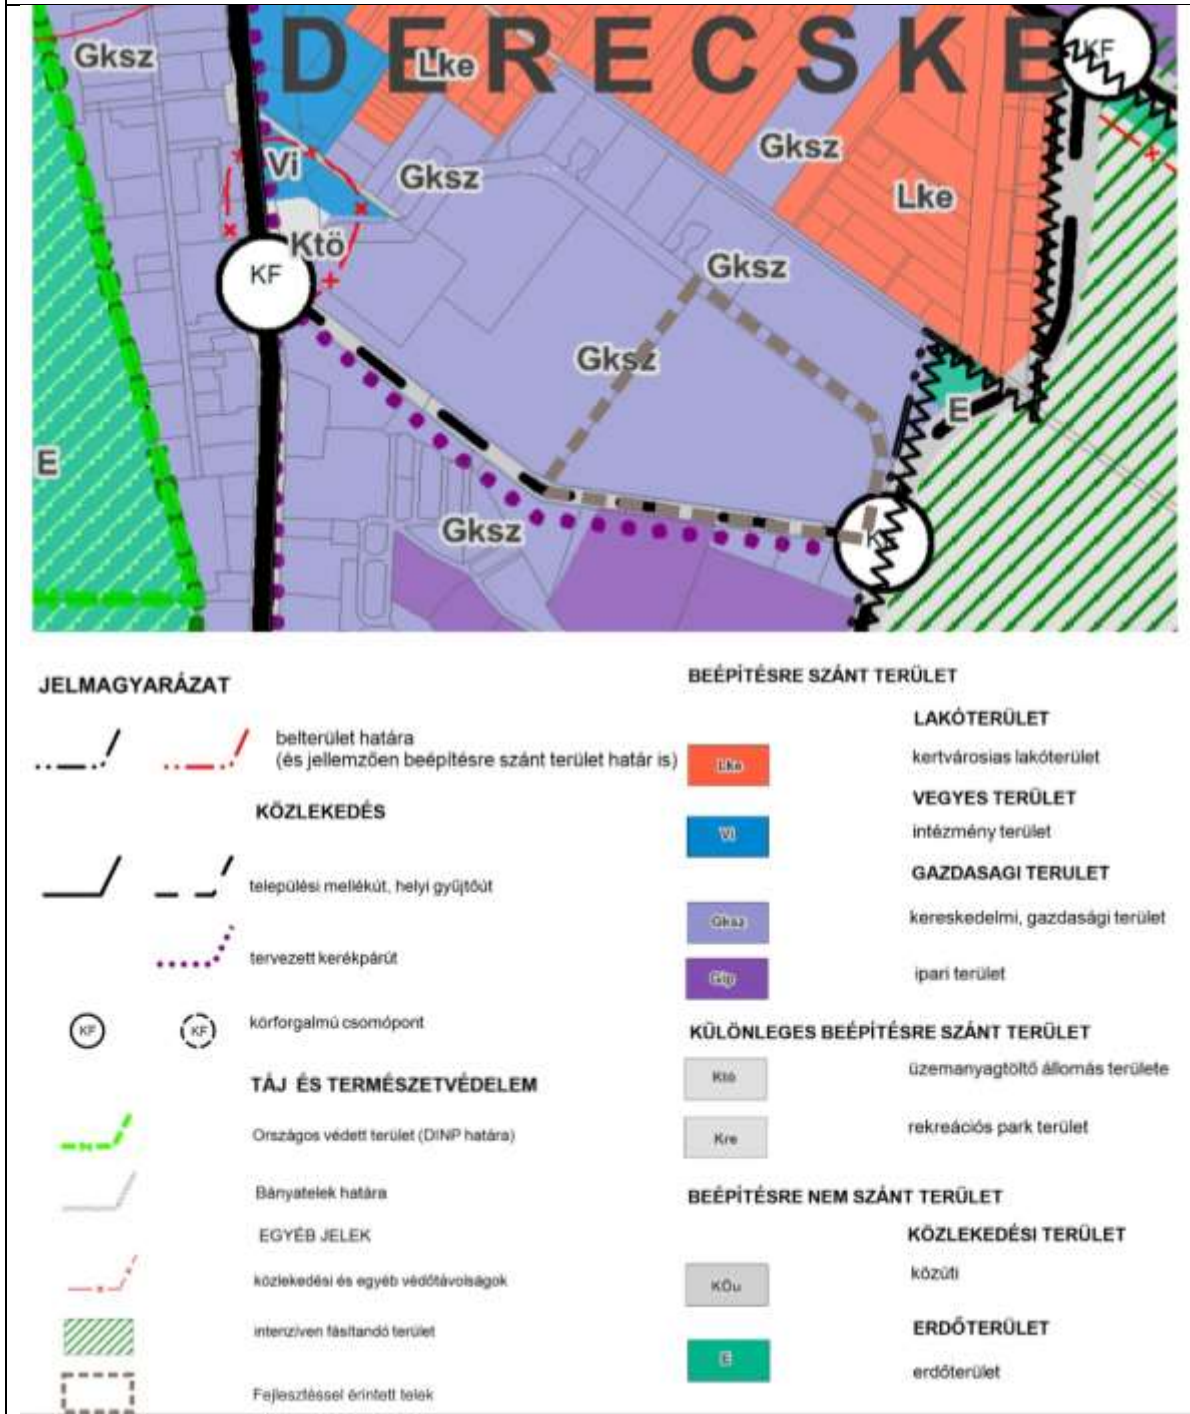 DERECSKE
Gksz
Lke
KF
Vi
Gksz
Gksz
Lke
Ktö
KF
Gksz
Gksz
E
E
Gksz
JELMAGYARÁZAT
belterület határa
(és jellemzően beépítésre szánt terület határ is)
KÖZLEKEDÉS
települési mellékút, helyi gyűjtőút
tervezett kerékpárút
KF
KF
körforgalmú csomópont
TÁJ ÉS TERMÉSZETVÉDELEM
Országos védett terület (DINP határa)
Bányatelek határa
EGYÉB JELEK
közlekedési és egyéb védőtávolságok
intenzíven fásítandó terület
Fejlesztéssel érintett telek
BEÉPÍTÉSRE SZÁNT TERÜLET
LAKÓTERÜLET
Lke
kertvárosias lakóterület
VEGYES TERÜLET
Vi
intézmény terület
GAZDASAGI TERULET
Gksz
kereskedelmi, gazdasági terület
Gip
ipari terület
KÜLÖNLEGES BEÉPÍTÉSRE SZÁNT TERÜLET
Ktö
üzemanyagtöltő állomás területe
Kre
rekreációs park terület
BEÉPÍTÉSRE NEM SZÁNT TERÜLET
KÖZLEKEDÉSI TERÜLET
KÖu
közúti
ERDŐTERÜLET
E
erdőterület